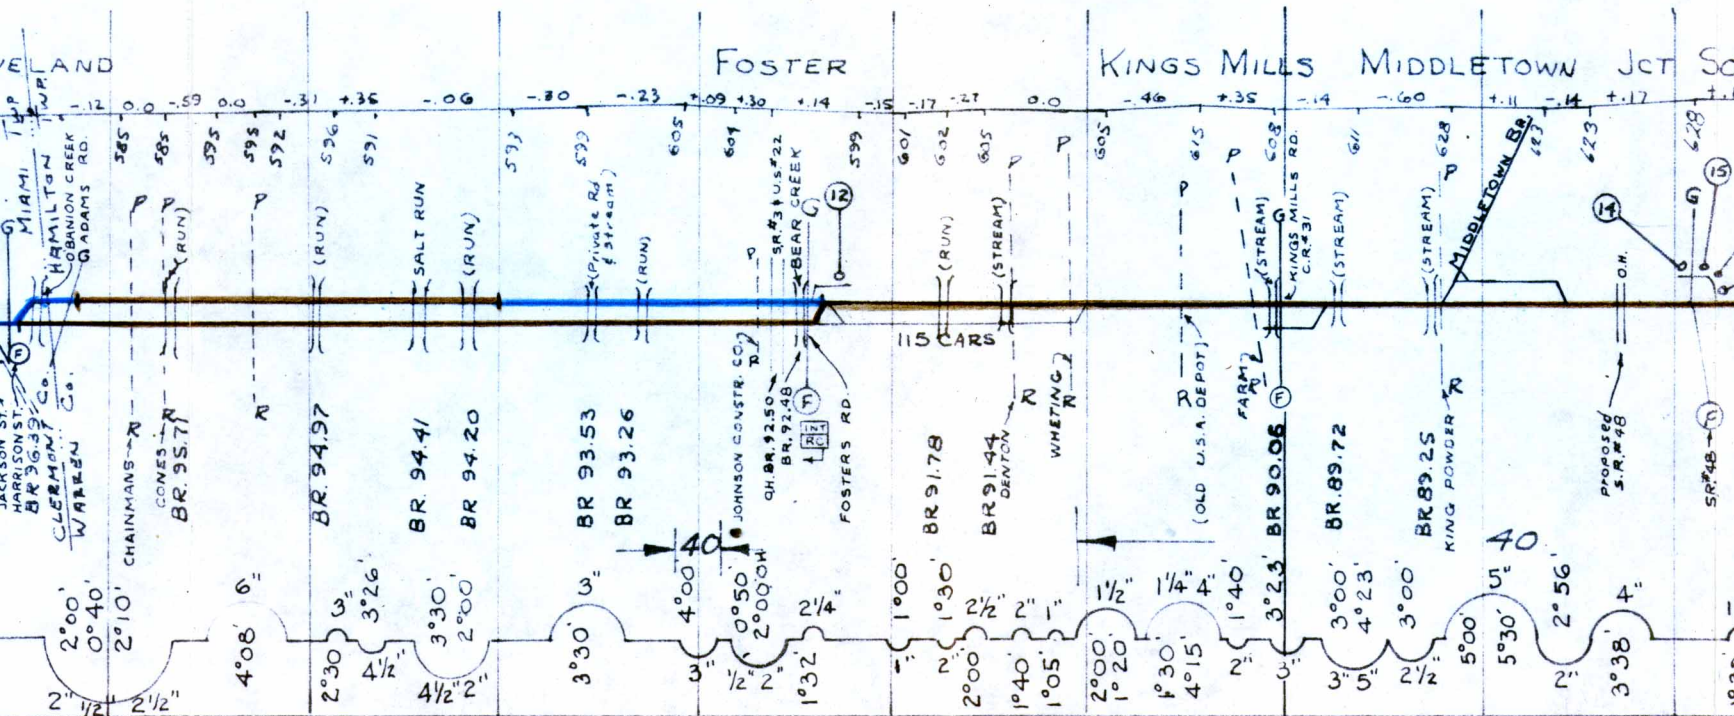 ELAND FOSTER KINGS MILLS MIDDLETOWN JCT SO
-.12 0.0 -.59 0.0 -.31 +.35 -.06 -.30 -.23 +.09 +.30 +.14 -.15 -.17 -.27 0.0 -.46 +.35 -.14 -.60 +.11 -.14 +.17
585 585 595 595 592 596 591 593 599 605 604 599 601 602 605 605 615 608 611 628 623 623 628
G MIAMI
HAMILTON
O'BANION CREEK
GADAMS RD.
P
P
(RUN)
P
(RUN)
SALT RUN
(RUN)
(Private Rd
& Stream)
(RUN)
P
S.R.#3 & U.S.#22
BEAR CREEK
G
12
(RUN)
(STREAM)
P
P
P
P
(STREAM)
G
KINGS MILLS RD.
C.R.#31
(STREAM)
(STREAM)
P
MIDDLETOWN BR.
14
O.H.
G
15
115 CARS
F
JACKSON ST.
HARRISON ST.
BR 96.39
CLERMONT Co.
WARREN Co.
CHAINMANS R
CONES R
BR. 95.71
R
BR. 94.97
BR. 94.41
BR 94.20
BR 93.53
BR 93.26
JOHNSON CONSTR. CO.
R
OH. BR. 92.50
BR. 92.48
F
FOSTERS RD.
BR 91.78
BR 91.44
DENTON R
WHETING R
R (OLD U.S.A. DEPOT)
FARM R
F
BR 90.06
BR. 89.72
BR 89.25
KING POWDER R
PROPOSED
S.R.#48
S.R.#48
40 40
2°00' 0°40' 2°10' 6" 3" 3°26' 3°30' 2°00' 3" 4°00' 0°50' 2°00' 2 1/4" 1°00' 1°30' 2 1/2" 2" 1" 1 1/2" 1 1/4" 4" 1°40' 3°23' 3°00' 4°23' 3°00' 5" 2°56' 4"
2" 1/2" 2 1/2" 4°08' 2°30' 4 1/2" 4 1/2" 2" 3°30' 3" 1/2" 2" 1°32 1" 2" 2°00' 1°40' 1°05' 2°00' 1°20' 1°30' 4°15' 2" 3" 3" 5" 2 1/2" 5°00' 5°30' 2" 3°38'